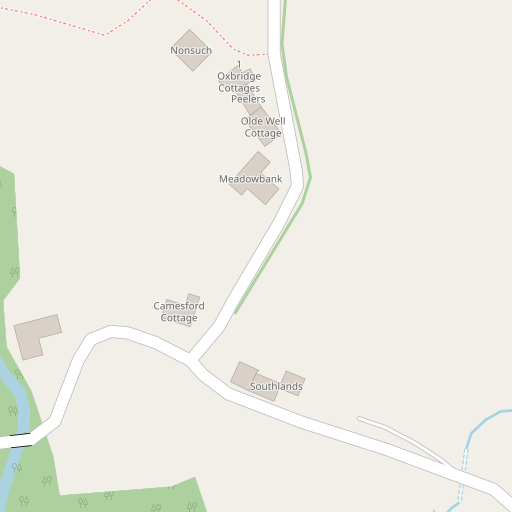 Nonsuch
1
Oxbridge
Cottages
Peelers
Olde Well
Cottage
Meadowbank
Camesford
Cottage
Southlands